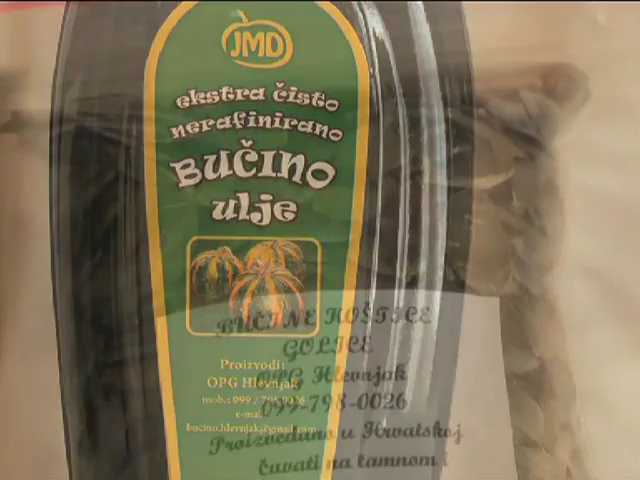 JMD
ekstra čisto
nerafinirano
BUČINO
ulje
BUČINE KOŠTICE
GOLICE
Proizvodi:
OPG Hlevnjak
OPG Hlevnjak
mob.: 099 / 798 0026
099-798-0026
e-mail:
bucino.hlevnjak@gmail.com
Proizvedeno u Hrvatskoj
čuvati na tamnom i